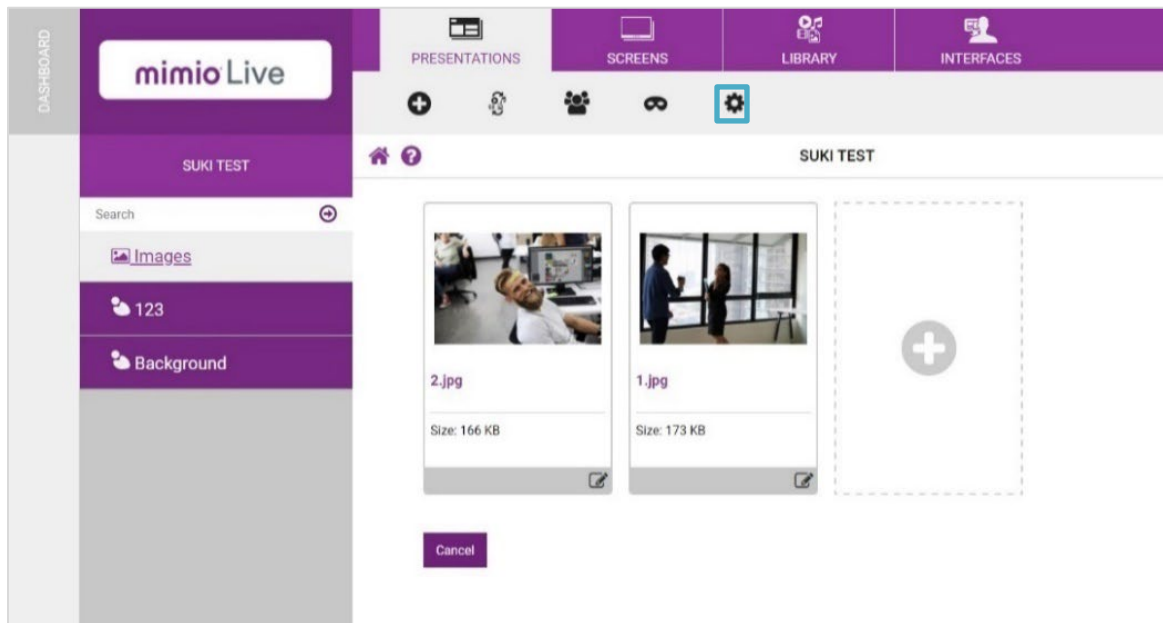 DASHBOARD
mimio Live
PRESENTATIONS
SCREENS
LIBRARY
INTERFACES
SUKI TEST
SUKI TEST
Search
Images
123
Background
2.jpg
Size: 166 KB
1.jpg
Size: 173 KB
Cancel